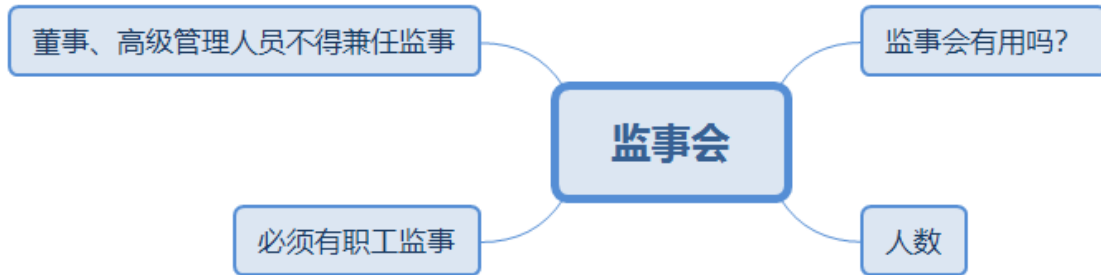 董事、高级管理人员不得兼任监事
监事会有用吗?
监事会
必须有职工监事
人数